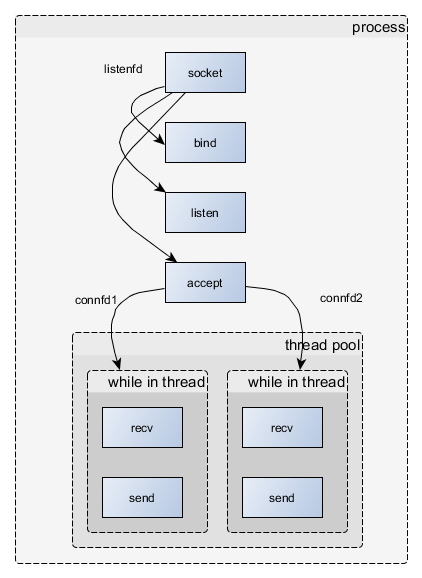 process
listenfd
socket
bind
listen
accept
connfd1
connfd2
thread pool
while in thread
while in thread
recv
recv
send
send